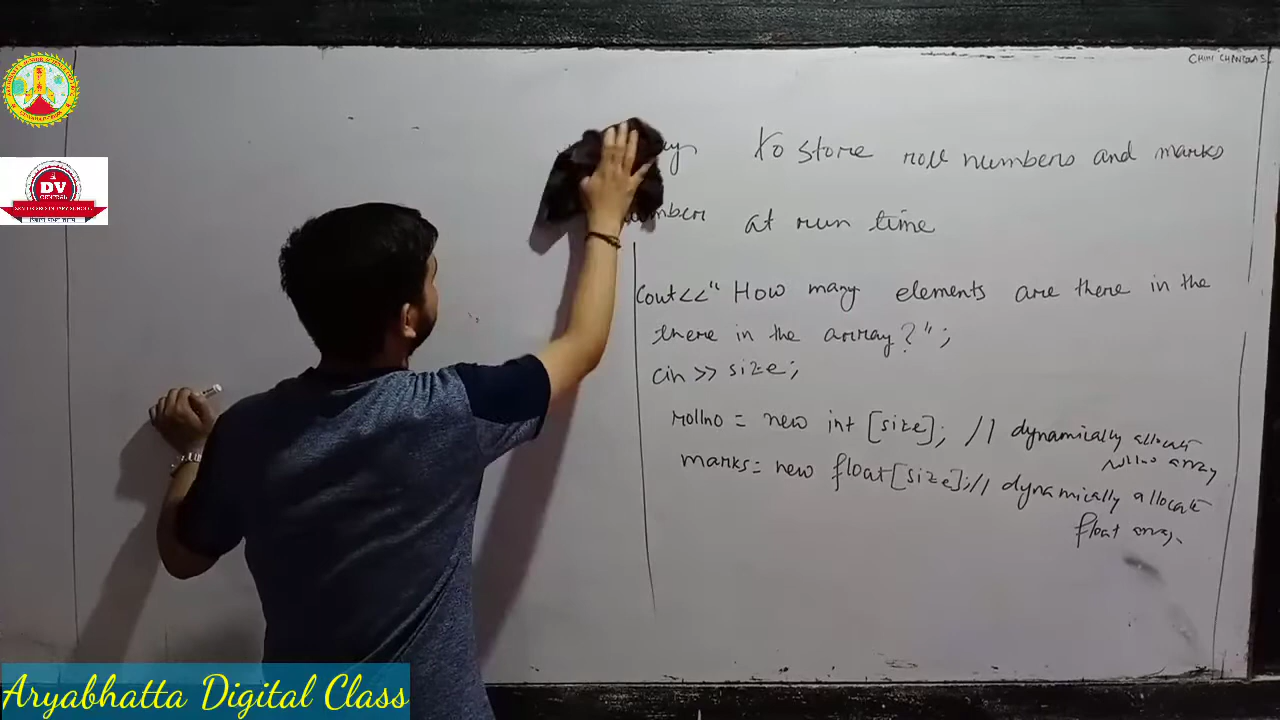 to store roll numbers and marks
at run time
Cout<<" How many elements are there in the
there in the array?";
cin >> size;
rollno = new int [size]; // dynamically allocate
rollno array
marks = new float [size]; // dynamically allocate
float array.
DV
Aryabhatta Digital Class